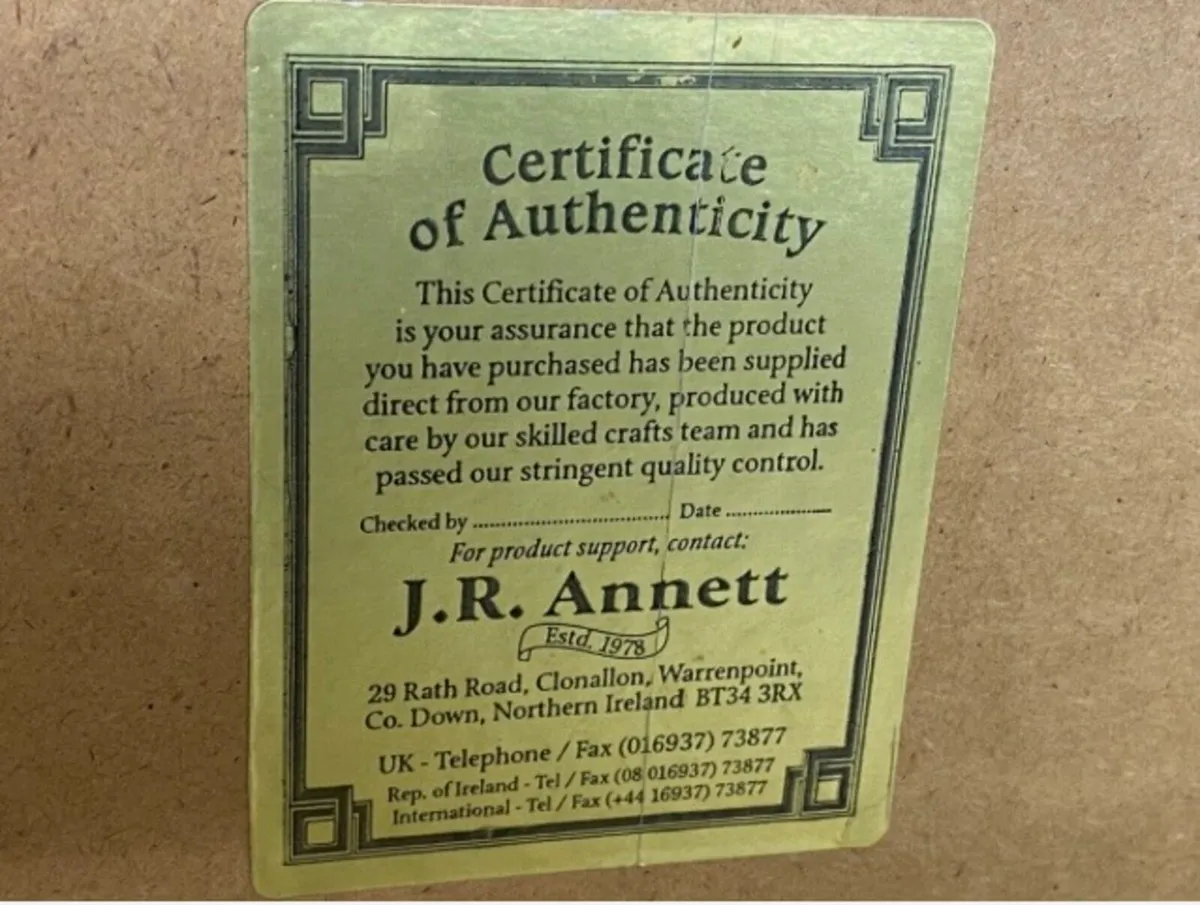 Certificate
of Authenticity
This Certificate of Authenticity
is your assurance that the product
you have purchased has been supplied
direct from our factory, produced with
care by our skilled crafts team and has
passed our stringent quality control.
Checked by ................................... Date ...................
For product support, contact:
J.R. Annett
Estd. 1978
29 Rath Road, Clonallon, Warrenpoint,
Co. Down, Northern Ireland BT34 3RX
UK - Telephone / Fax (016937) 73877
Rep. of Ireland - Tel / Fax (08 016937) 73877
International - Tel / Fax (+44 16937) 73877